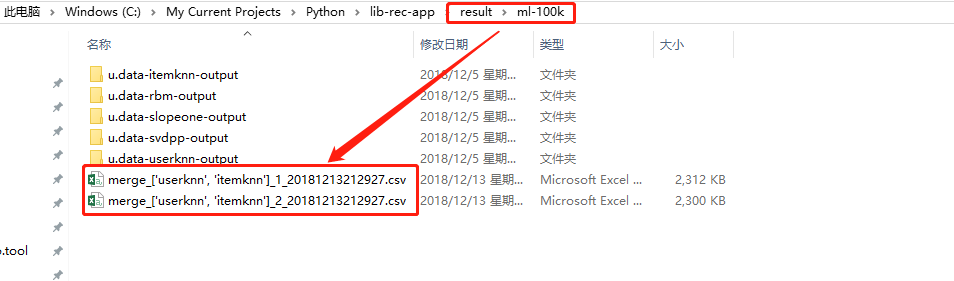 此电脑 › Windows (C:) › My Current Projects › Python › lib-rec-app › result › ml-100k
名称 修改日期 类型 大小
u.data-itemknn-output 2018/12/5 星期... 文件夹
u.data-rbm-output 2018/12/5 星期... 文件夹
u.data-slopeone-output 2018/12/5 星期... 文件夹
u.data-svdpp-output 2018/12/5 星期... 文件夹
u.data-userknn-output 2018/12/5 星期... 文件夹
merge_['userknn', 'itemknn']_1_20181213212927.csv 2018/12/13 星期... Microsoft Excel ... 2,312 KB
merge_['userknn', 'itemknn']_2_20181213212927.csv 2018/12/13 星期... Microsoft Excel ... 2,300 KB
.tool